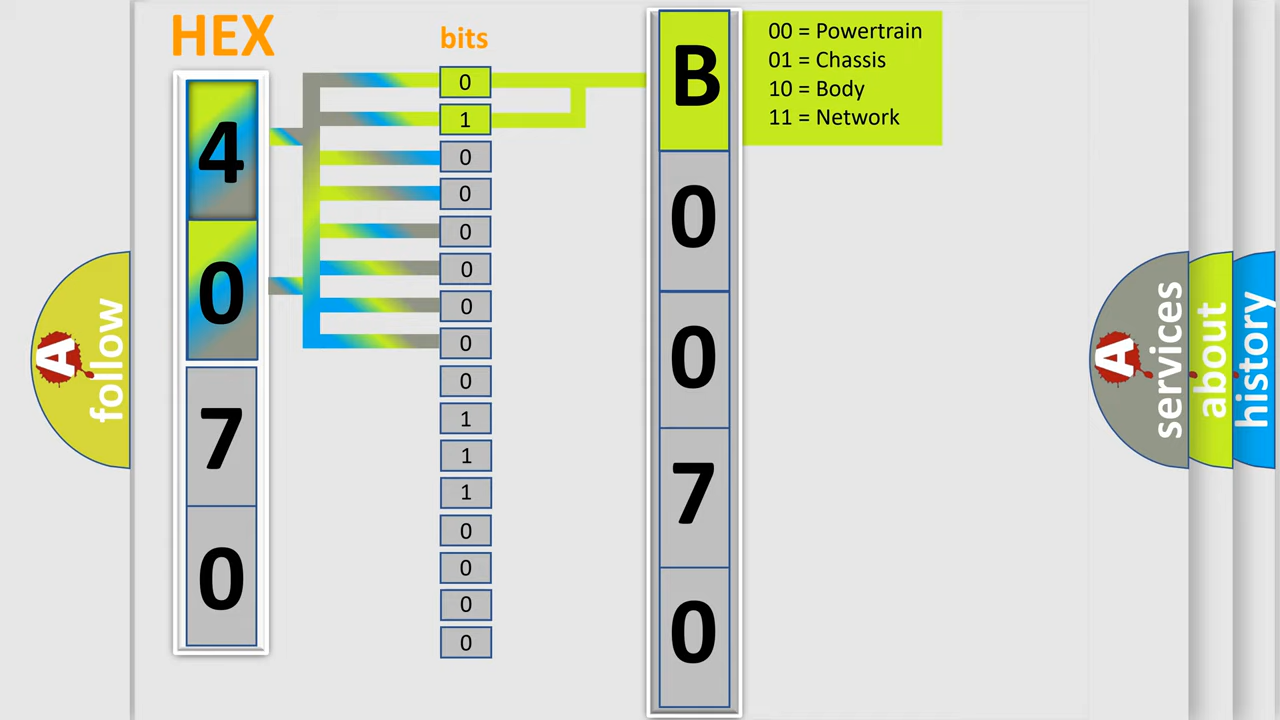 HEX
bits
4
0
7
0
0
1
0
0
0
0
0
0
0
1
1
1
0
0
0
0
B
0
0
7
0
00 = Powertrain
01 = Chassis
10 = Body
11 = Network
A
follow
A
services
about
history